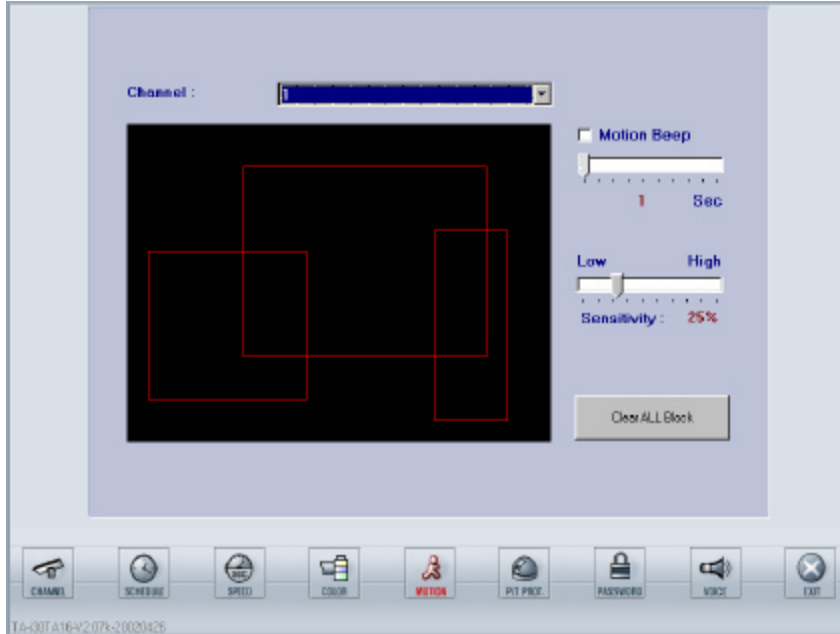 Channel :
1
Motion Beep
1 Sec
Low High
Sensitivity : 25%
Clear ALL Block
CHANNEL SCHEDULE SPEED COLOR MOTION P/T PROT. PASSWORD VOICE EXIT